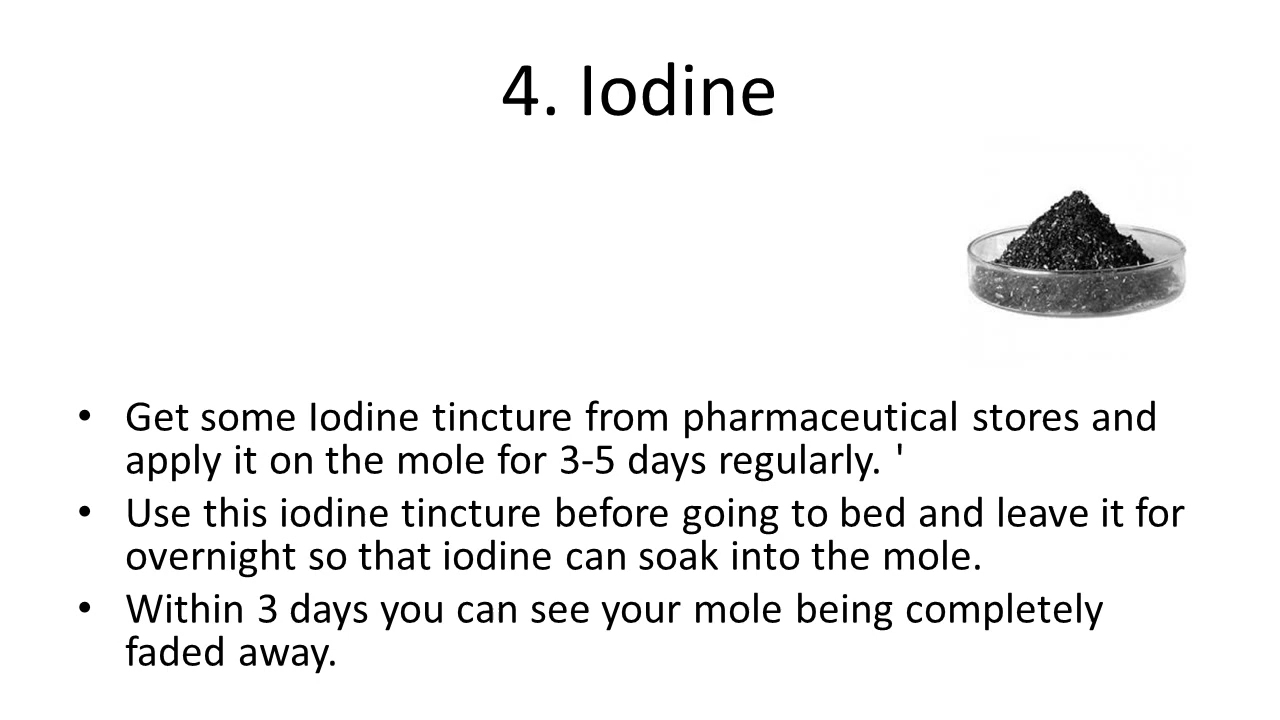 4. Iodine
• Get some Iodine tincture from pharmaceutical stores and
apply it on the mole for 3-5 days regularly. '
• Use this iodine tincture before going to bed and leave it for
overnight so that iodine can soak into the mole.
• Within 3 days you can see your mole being completely
faded away.